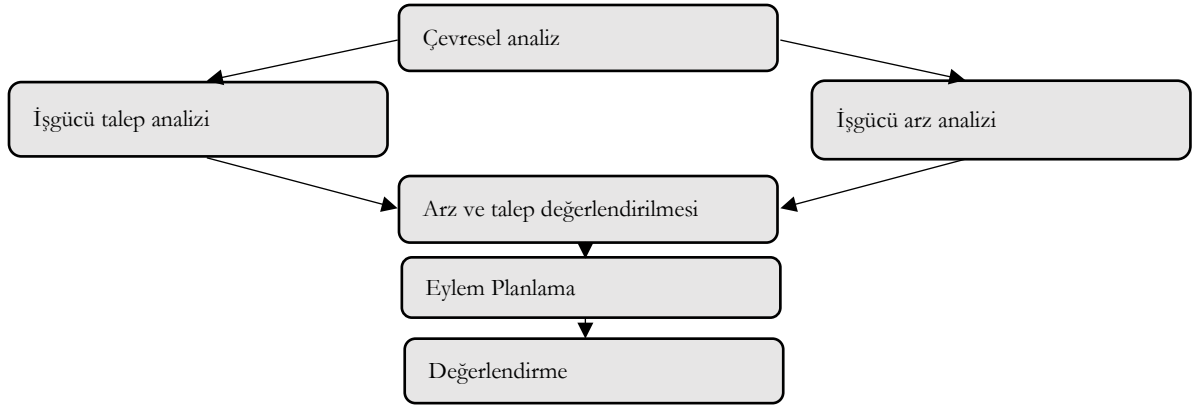 Çevresel analiz
İşgücü talep analizi
İşgücü arz analizi
Arz ve talep değerlendirilmesi
Eylem Planlama
Değerlendirme